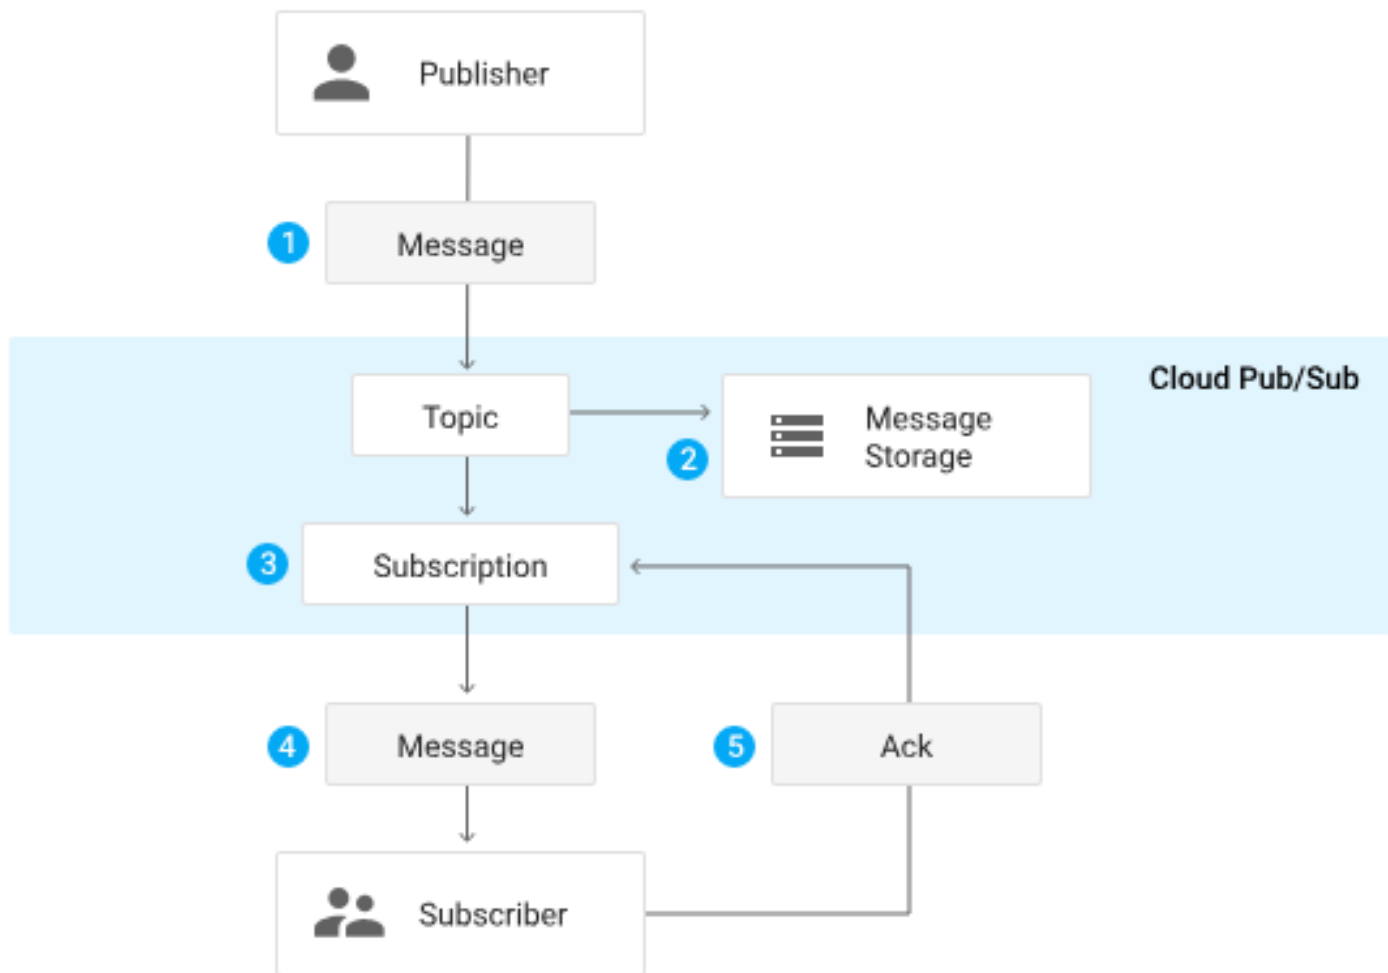 Publisher
1
Message
Cloud Pub/Sub
Topic
Message
Storage
2
3
Subscription
4
Message
5
Ack
Subscriber